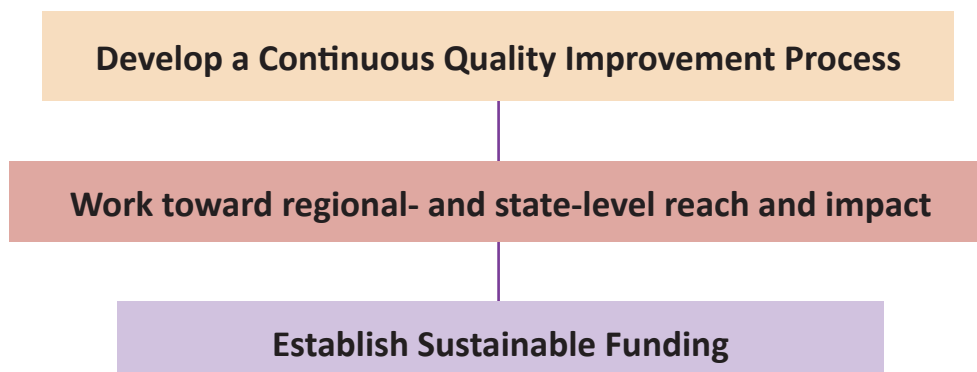 Develop a Continuous Quality Improvement Process
Work toward regional- and state-level reach and impact
Establish Sustainable Funding